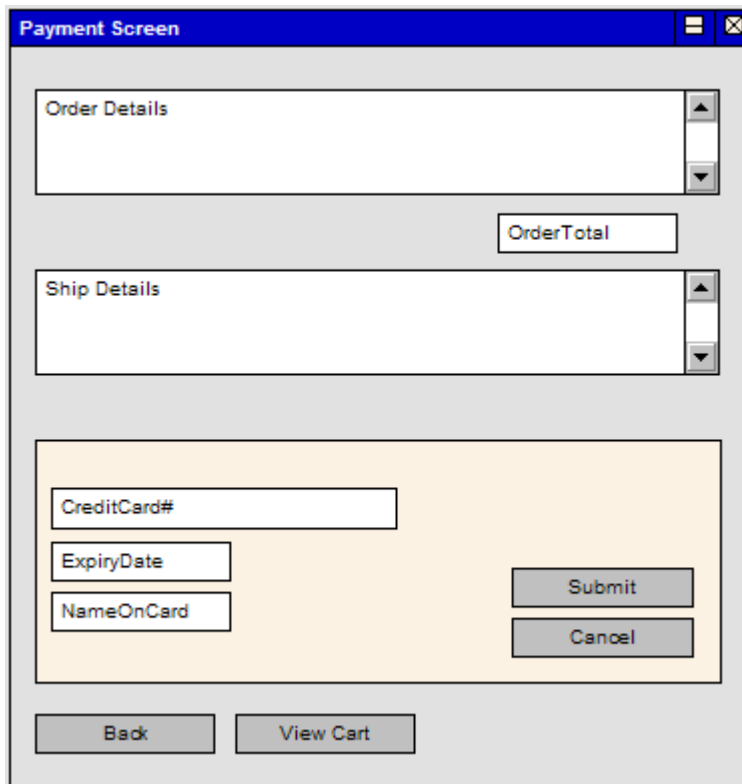 Payment Screen
Order Details
OrderTotal
Ship Details
CreditCard#
ExpiryDate
NameOnCard
Submit
Cancel
Back
View Cart